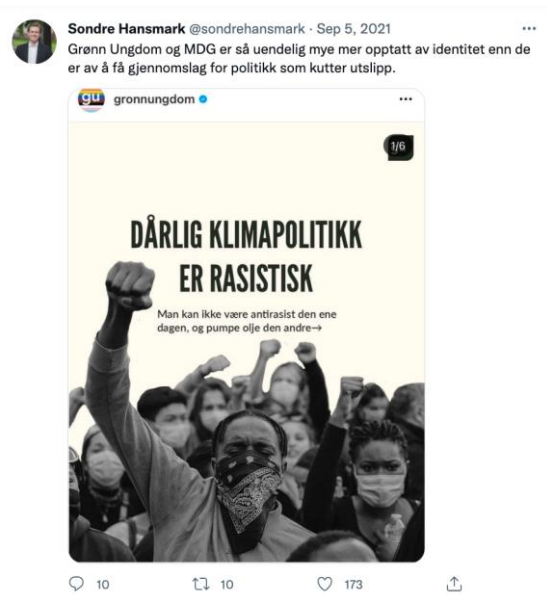 Sondre Hansmark @sondrehansmark · Sep 5, 2021
Grønn Ungdom og MDG er så uendelig mye mer opptatt av identitet enn de
er av å få gjennomslag for politikk som kutter utslipp.
gu gronnungdom
1/6
DÅRLIG KLIMAPOLITIKK
ER RASISTISK
Man kan ikke være antirasist den ene
dagen, og pumpe olje den andre→
10 10 173